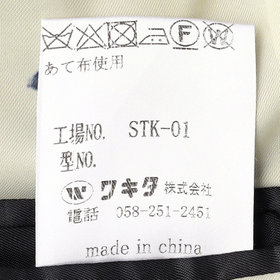 あて布使用
工場NO. STK-01
型NO.
W ワキタ 株式会社
電話 058-251-2451
made in china